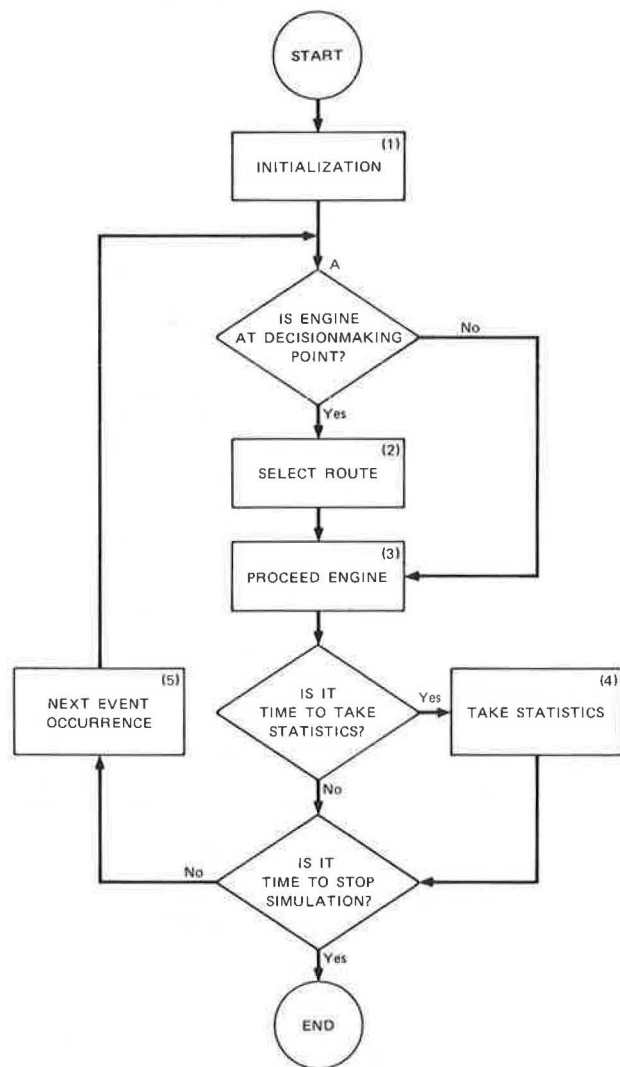 START
(1)
INITIALIZATION
A
IS ENGINE
AT DECISIONMAKING
POINT?
No
Yes
(2)
SELECT ROUTE
(3)
PROCEED ENGINE
(5)
NEXT EVENT
OCCURRENCE
IS IT
TIME TO TAKE
STATISTICS?
Yes
(4)
TAKE STATISTICS
No
IS IT
TIME TO STOP
SIMULATION?
No
Yes
END